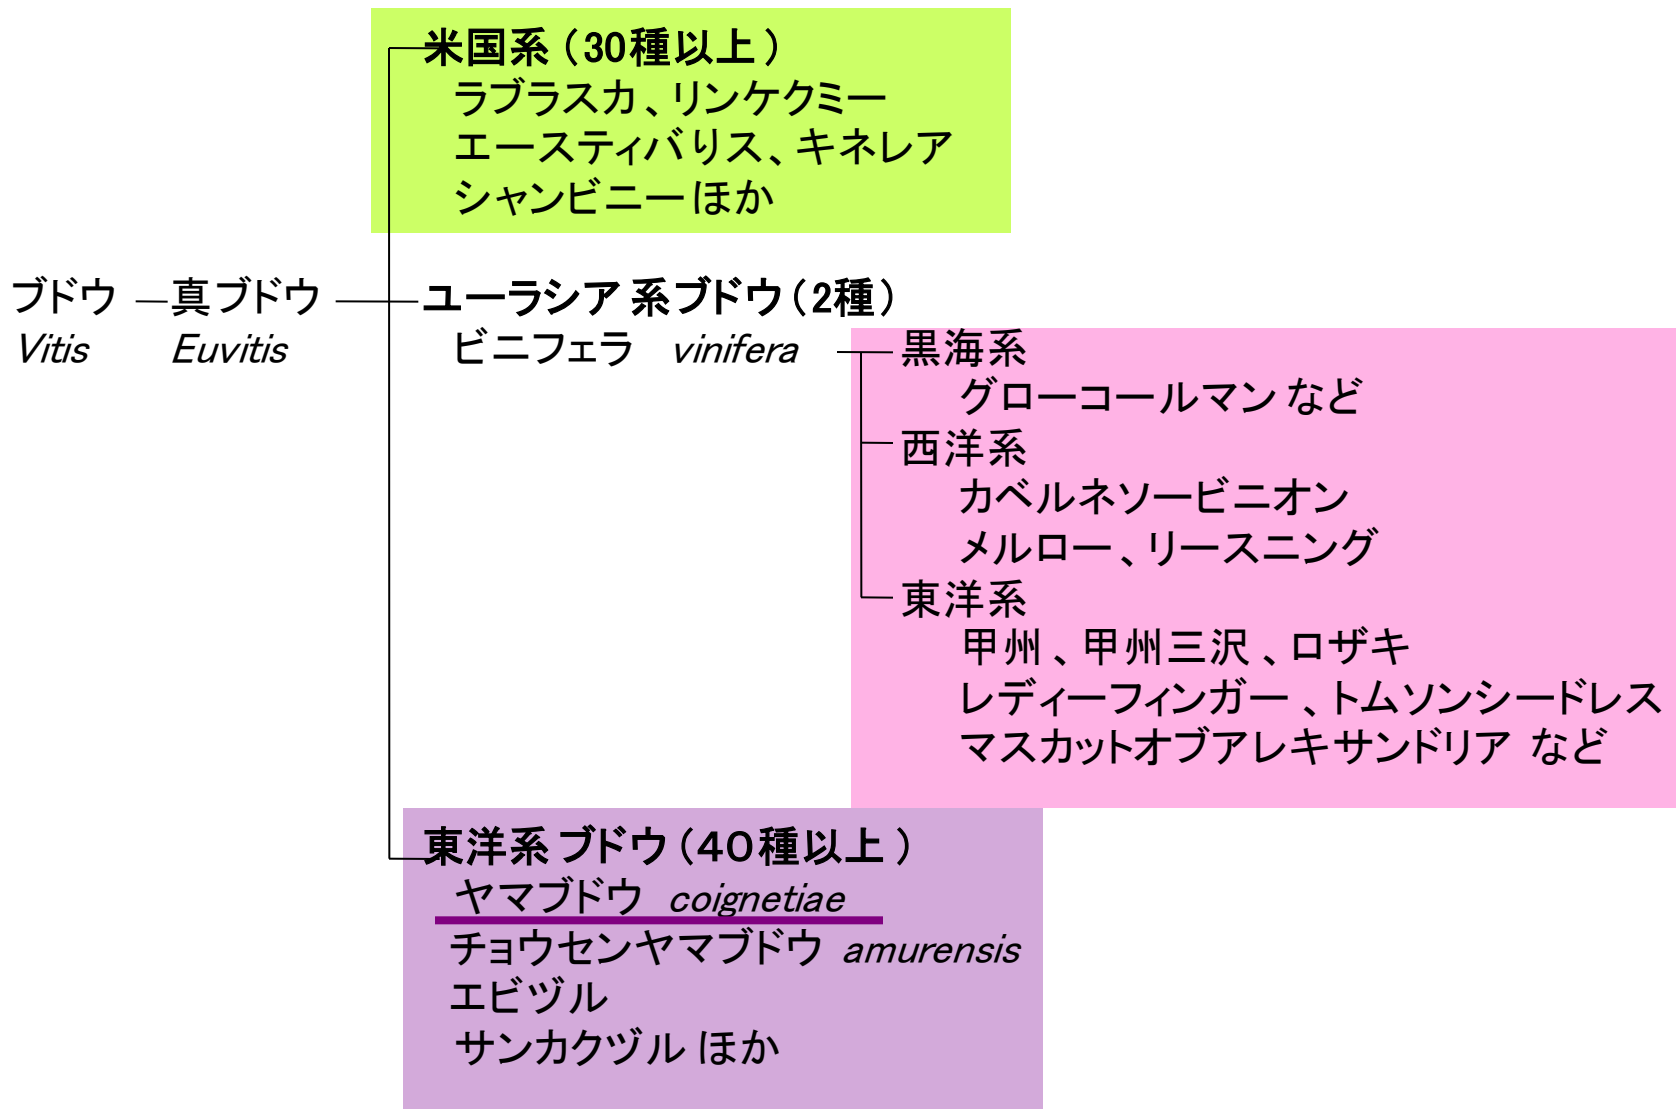 米国系（30種以上）
ラブラスカ、リンケクミー
エースティバりス、キネレア
シャンビニーほか
ブドウ
真ブドウ
ユーラシア系ブドウ（2種）
Vitis
Euvitis
ビニフェラ vinifera
黒海系
グローコールマンなど
西洋系
カベルネソービニオン
メルロー、リースニング
東洋系
甲州、甲州三沢、ロザキ
レディーフィンガー、トムソンシードレス
マスカットオブアレキサンドリア など
東洋系ブドウ（４０種以上）
ヤマブドウ coignetiae
チョウセンヤマブドウ amurensis
エビヅル
サンカクヅルほか